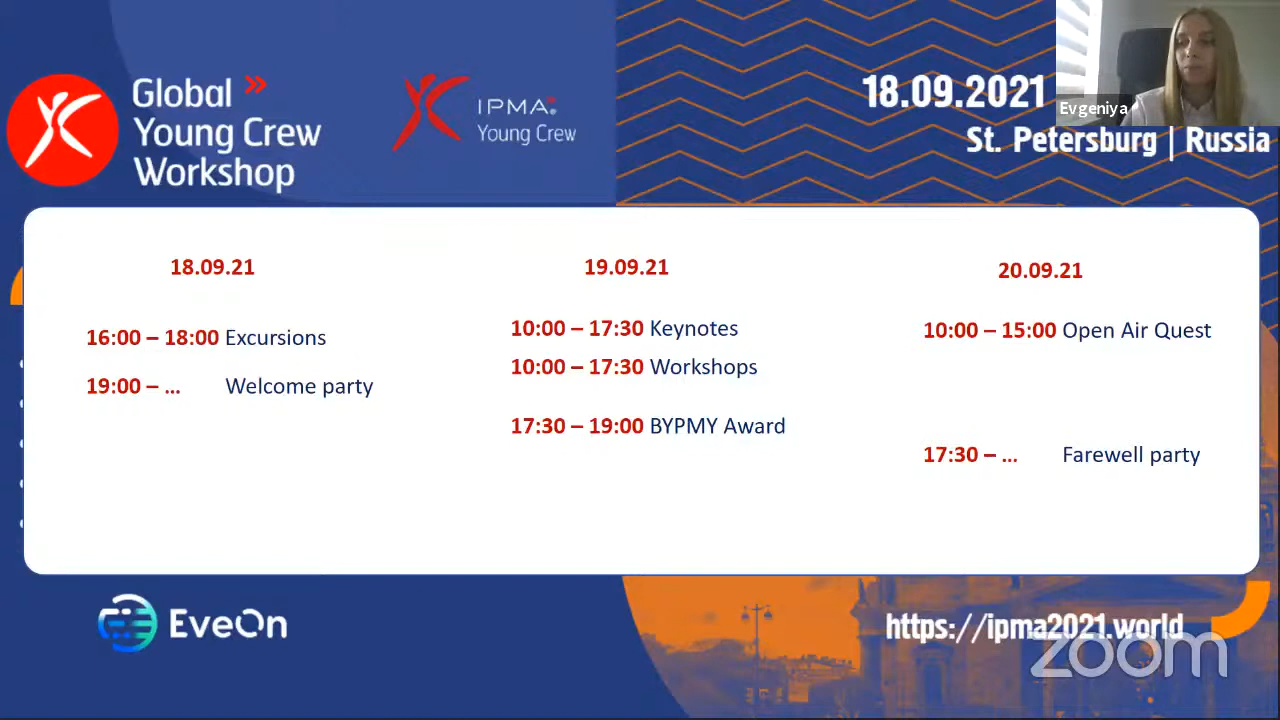 Global »
Young Crew
Workshop
IPMA
Young Crew
18.09.2021
Evgeniya
St. Petersburg | Russia
18.09.21
16:00 – 18:00 Excursions
19:00 – ... Welcome party
19.09.21
10:00 – 17:30 Keynotes
10:00 – 17:30 Workshops
17:30 – 19:00 BYPMY Award
20.09.21
10:00 – 15:00 Open Air Quest
17:30 – ... Farewell party
EveOn
https://ipma2021.world
zoom